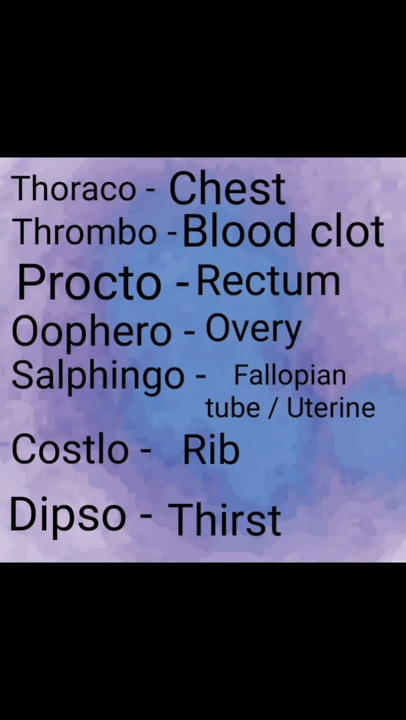 Thoraco - Chest
Thrombo - Blood clot
Procto - Rectum
Oophero - Overy
Salphingo - Fallopian
tube / Uterine
Costlo - Rib
Dipso - Thirst